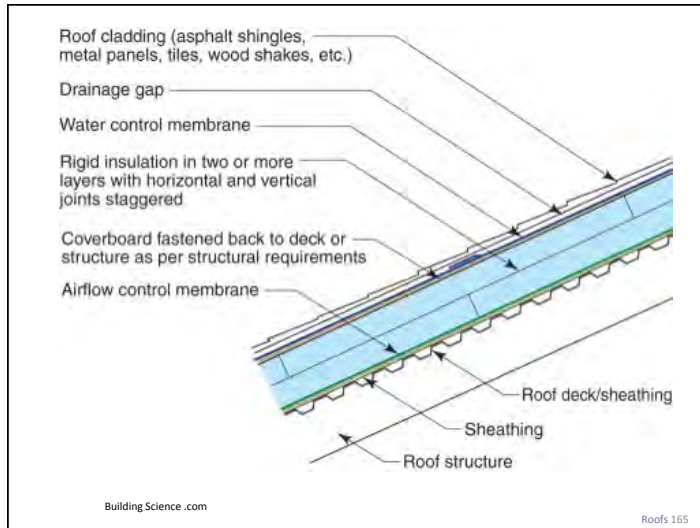 Roof cladding (asphalt shingles,
metal panels, tiles, wood shakes, etc.)
Drainage gap
Water control membrane
Rigid insulation in two or more
layers with horizontal and vertical
joints staggered
Coverboard fastened back to deck or
structure as per structural requirements
Airflow control membrane
Roof deck/sheathing
Sheathing
Roof structure
Building Science .com
Roofs 165